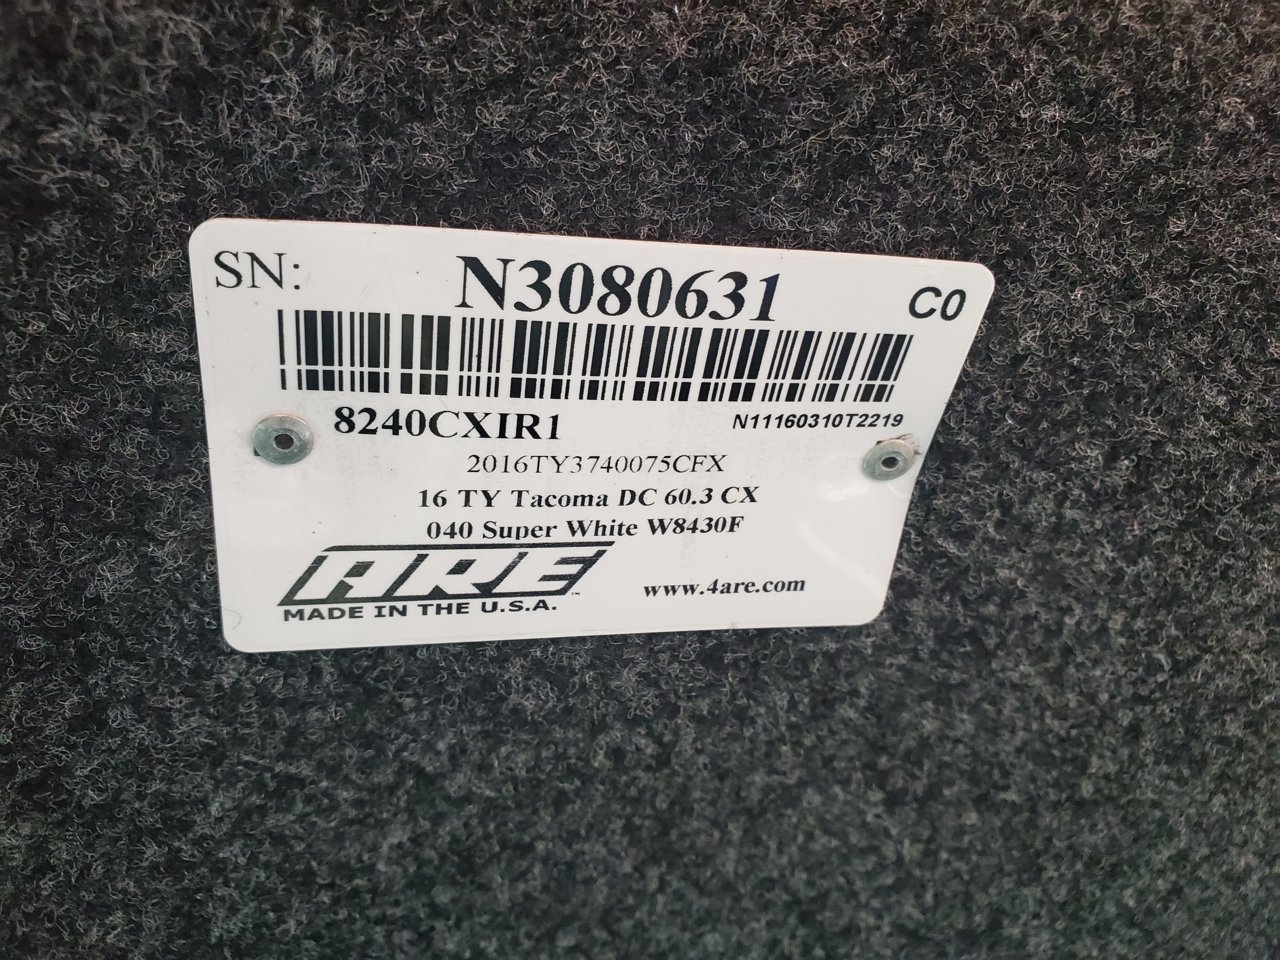 SN: N3080631 C0
8240CXIR1 N11160310T2219
2016TY3740075CFX
16 TY Tacoma DC 60.3 CX
040 Super White W8430F
ARE™ www.4are.com
MADE IN THE U.S.A.